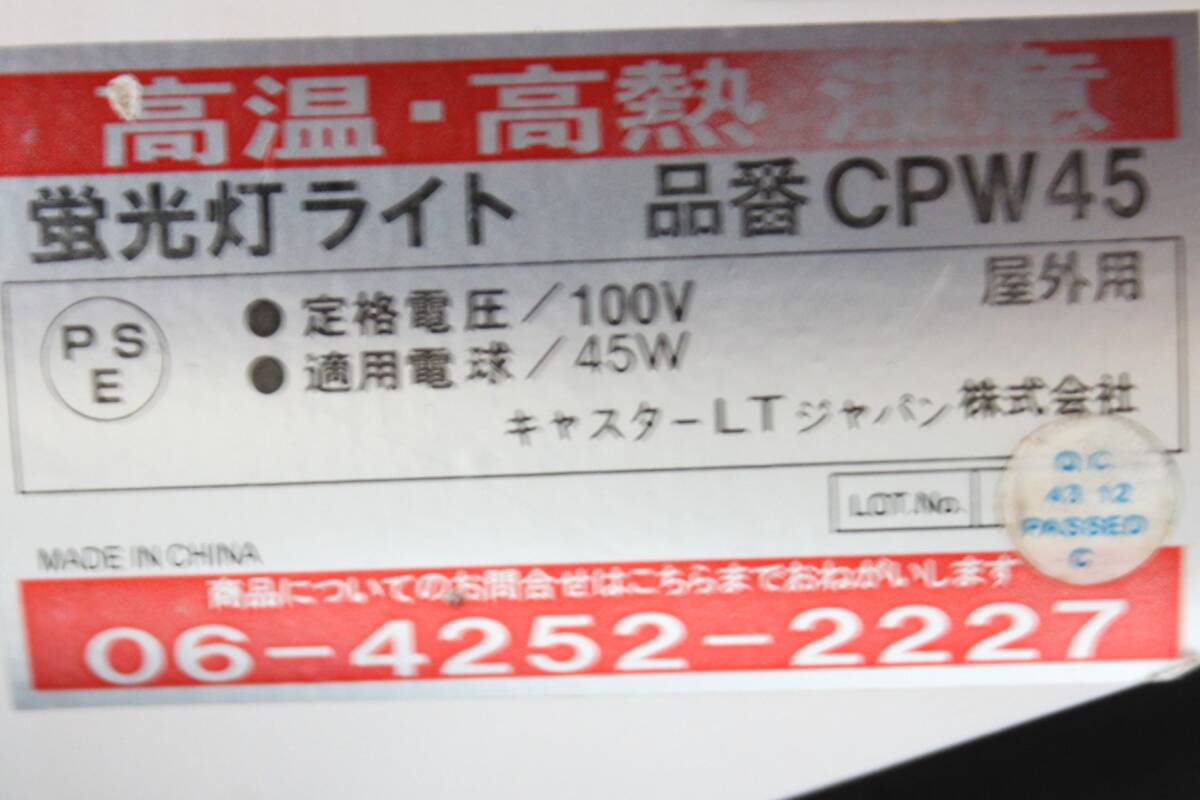 高温・高熱 注意
蛍光灯ライト 品番CPW45
屋外用
PSE
● 定格電圧/100V
● 適用電球/45W
キャスターLTジャパン株式会社
LOT.No.
Q.C.
43 12
PASSED
C
MADE IN CHINA
商品についてのお問合せはこちらまでおねがいします
06-4252-2227